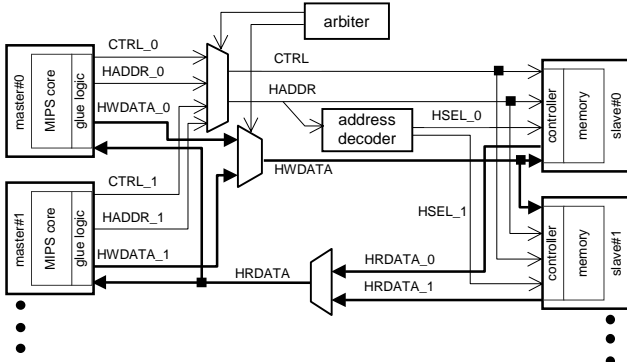 arbiter
CTRL_0
CTRL
HADDR_0
HADDR
HWDATA_0
master#0
MIPS core
glue logic
address
decoder
HSEL_0
controller
memory
slave#0
HWDATA
CTRL_1
HADDR_1
HWDATA_1
master#1
MIPS core
glue logic
HSEL_1
HRDATA
HRDATA_0
HRDATA_1
controller
memory
slave#1